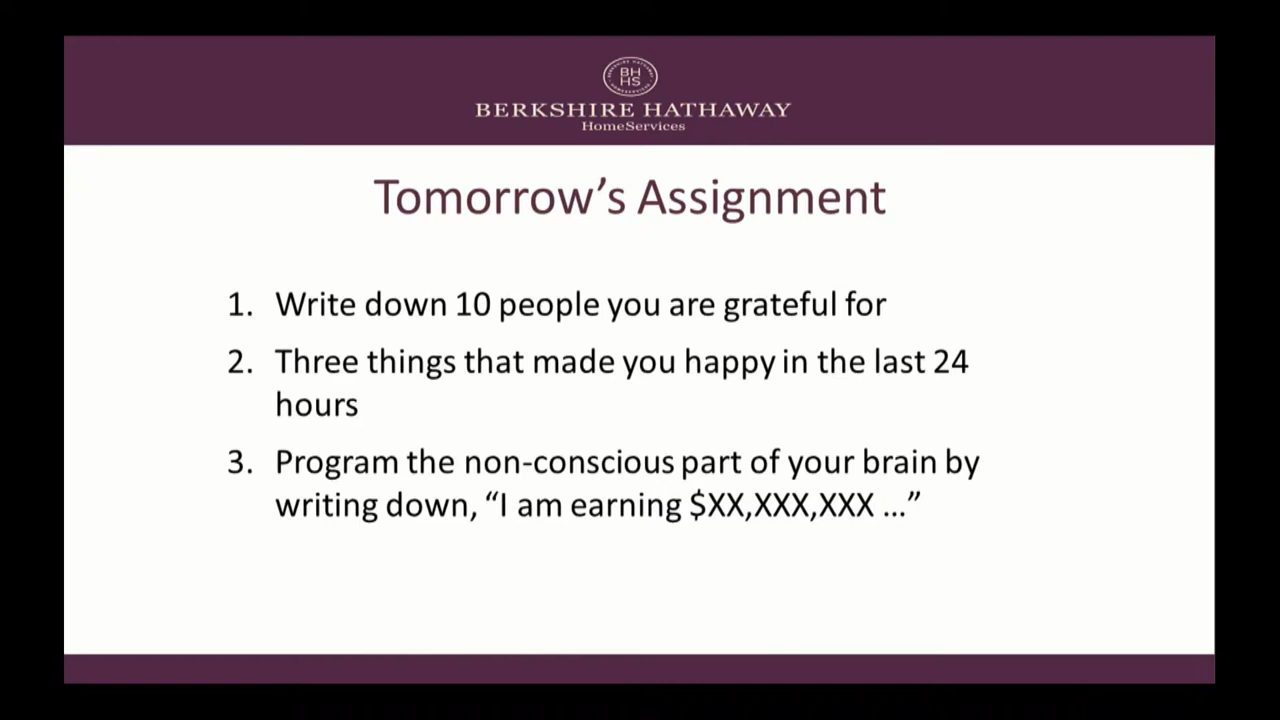 BH
HS
BERKSHIRE HATHAWAY
HomeServices
Tomorrow’s Assignment
1. Write down 10 people you are grateful for
2. Three things that made you happy in the last 24
hours
3. Program the non-conscious part of your brain by
writing down, “I am earning $XX,XXX,XXX …”